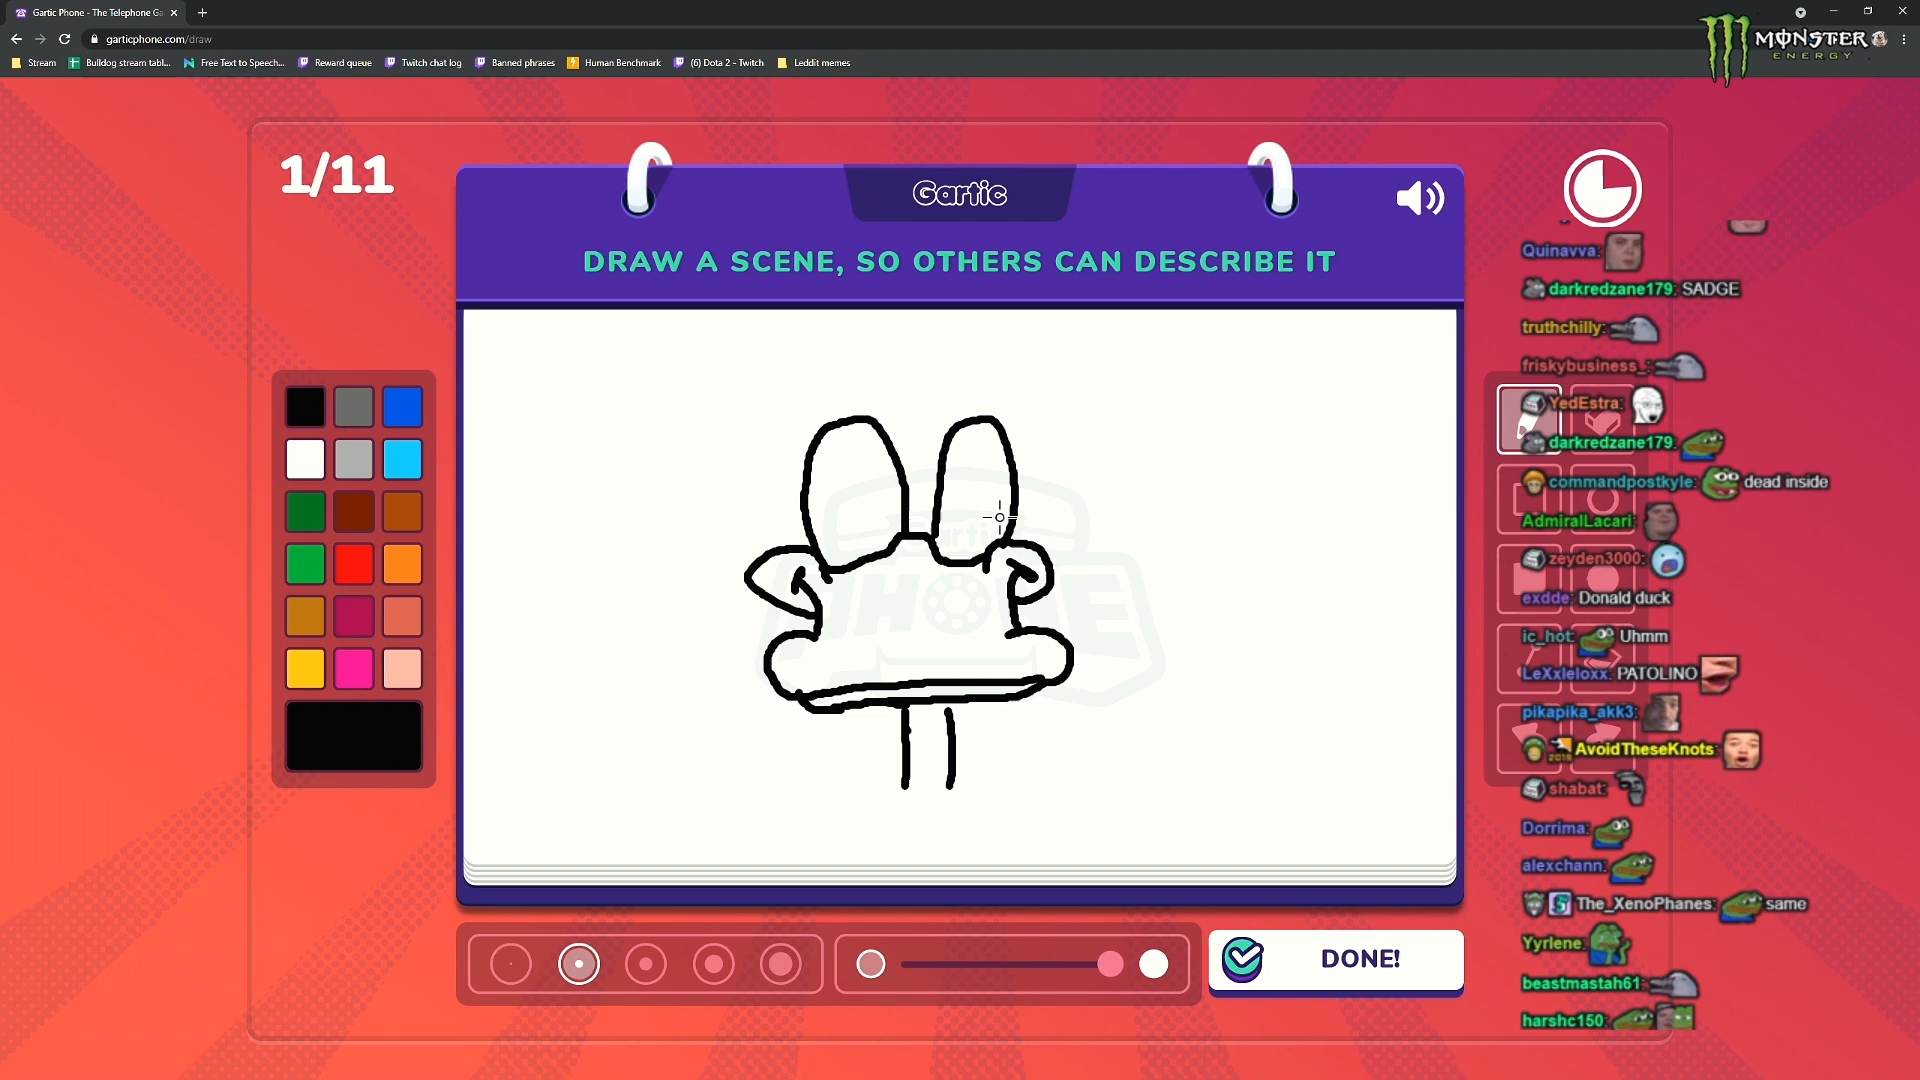 Gartic Phone - The Telephone Ga
garticphone.com/draw
Stream
Bulldog stream tabl...
Free Text to Speech...
Reward queue
Twitch chat log
Banned phrases
Human Benchmark
(6) Dota 2 - Twitch
Leddit memes
MONSTER
ENERGY
1/11
Gartic
DRAW A SCENE, SO OTHERS CAN DESCRIBE IT
Quinavva:
darkredzane179: SADGE
truthchilly:
friskybusiness_:
YedEstra:
darkredzane179:
commandpostkyle: dead inside
AdmiralLacari:
zeyden3000:
exdde: Donald duck
ic_hot: Uhmm
LeXxleloxx: PATOLINO
pikapika_akk3:
AvoidTheseKnots:
shabat:
Dorrima:
alexchann:
The_XenoPhanes: same
Yyrlene:
beastmastah61:
harshc150:
PHONE
DONE!